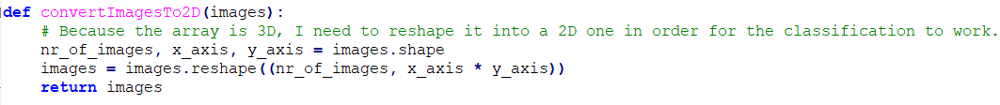 def convertImagesTo2D(images):
    # Because the array is 3D, I need to reshape it into a 2D one in order for the classification to work.
    nr_of_images, x_axis, y_axis = images.shape
    images = images.reshape((nr_of_images, x_axis * y_axis))
    return images